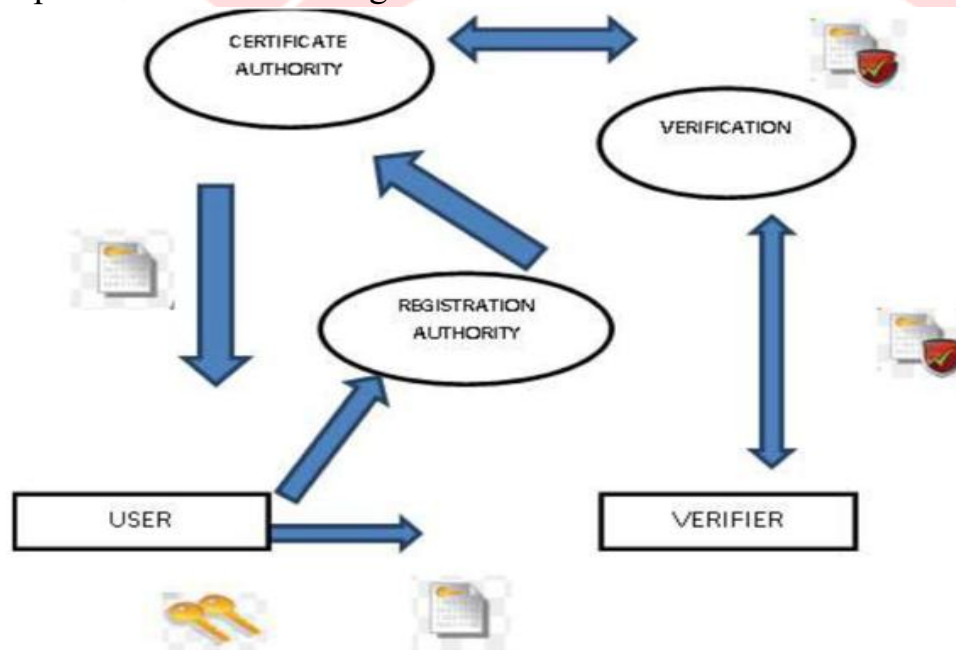 CERTIFICATE
AUTHORITY
VERIFICATION
REGISTRATION
AUTHORITY
USER
VERIFIER